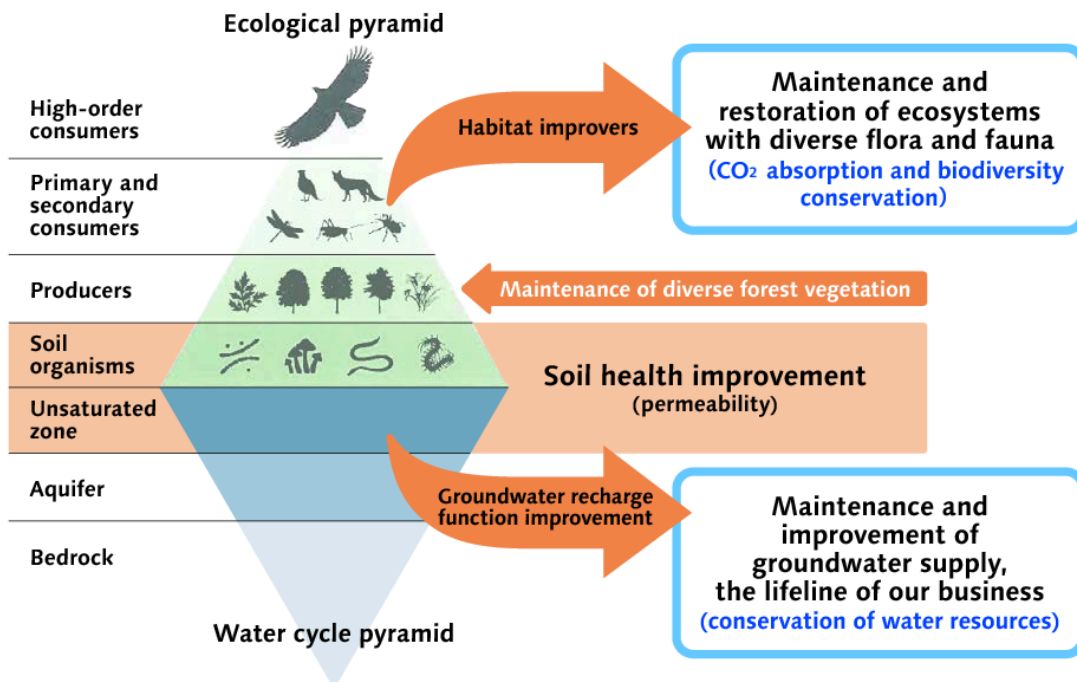 Ecological pyramid
High-order
consumers
Primary and
secondary
consumers
Producers
Soil
organisms
Unsaturated
zone
Aquifer
Bedrock
Water cycle pyramid
Habitat improvers
Maintenance and
restoration of ecosystems
with diverse flora and fauna
(CO2 absorption and biodiversity
conservation)
Maintenance of diverse forest vegetation
Soil health improvement
(permeability)
Groundwater recharge
function improvement
Maintenance and
improvement of
groundwater supply,
the lifeline of our business
(conservation of water resources)